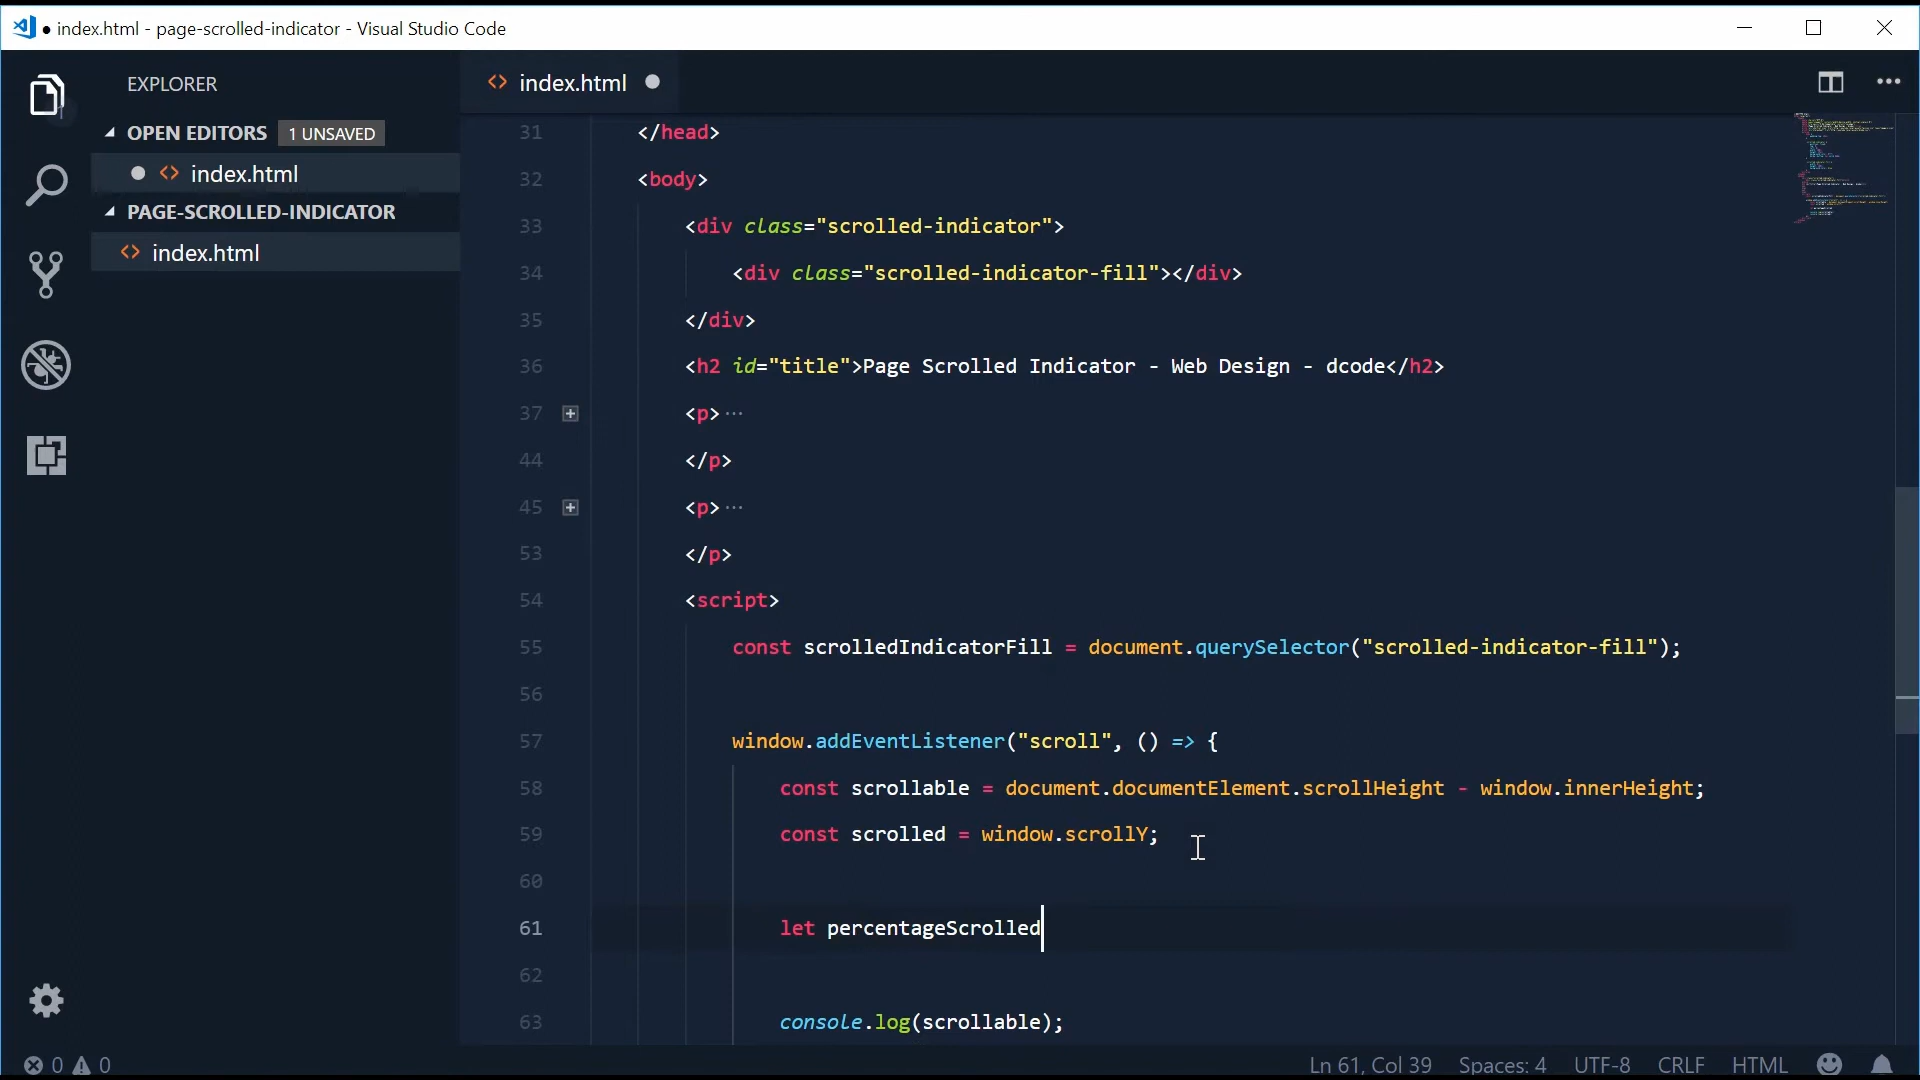 ● index.html - page-scrolled-indicator - Visual Studio Code
EXPLORER
OPEN EDITORS 1 UNSAVED
<> index.html
PAGE-SCROLLED-INDICATOR
<> index.html
<> index.html
31 </head>
32 <body>
33 <div class="scrolled-indicator">
34 <div class="scrolled-indicator-fill"></div>
35 </div>
36 <h2 id="title">Page Scrolled Indicator - Web Design - dcode</h2>
37 <p>···
44 </p>
45 <p>···
53 </p>
54 <script>
55 const scrolledIndicatorFill = document.querySelector("scrolled-indicator-fill");
56
57 window.addEventListener("scroll", () => {
58 const scrollable = document.documentElement.scrollHeight - window.innerHeight;
59 const scrolled = window.scrollY;
60
61 let percentageScrolled
62
63 console.log(scrollable);
0 0
Ln 61, Col 39 Spaces: 4 UTF-8 CRLF HTML